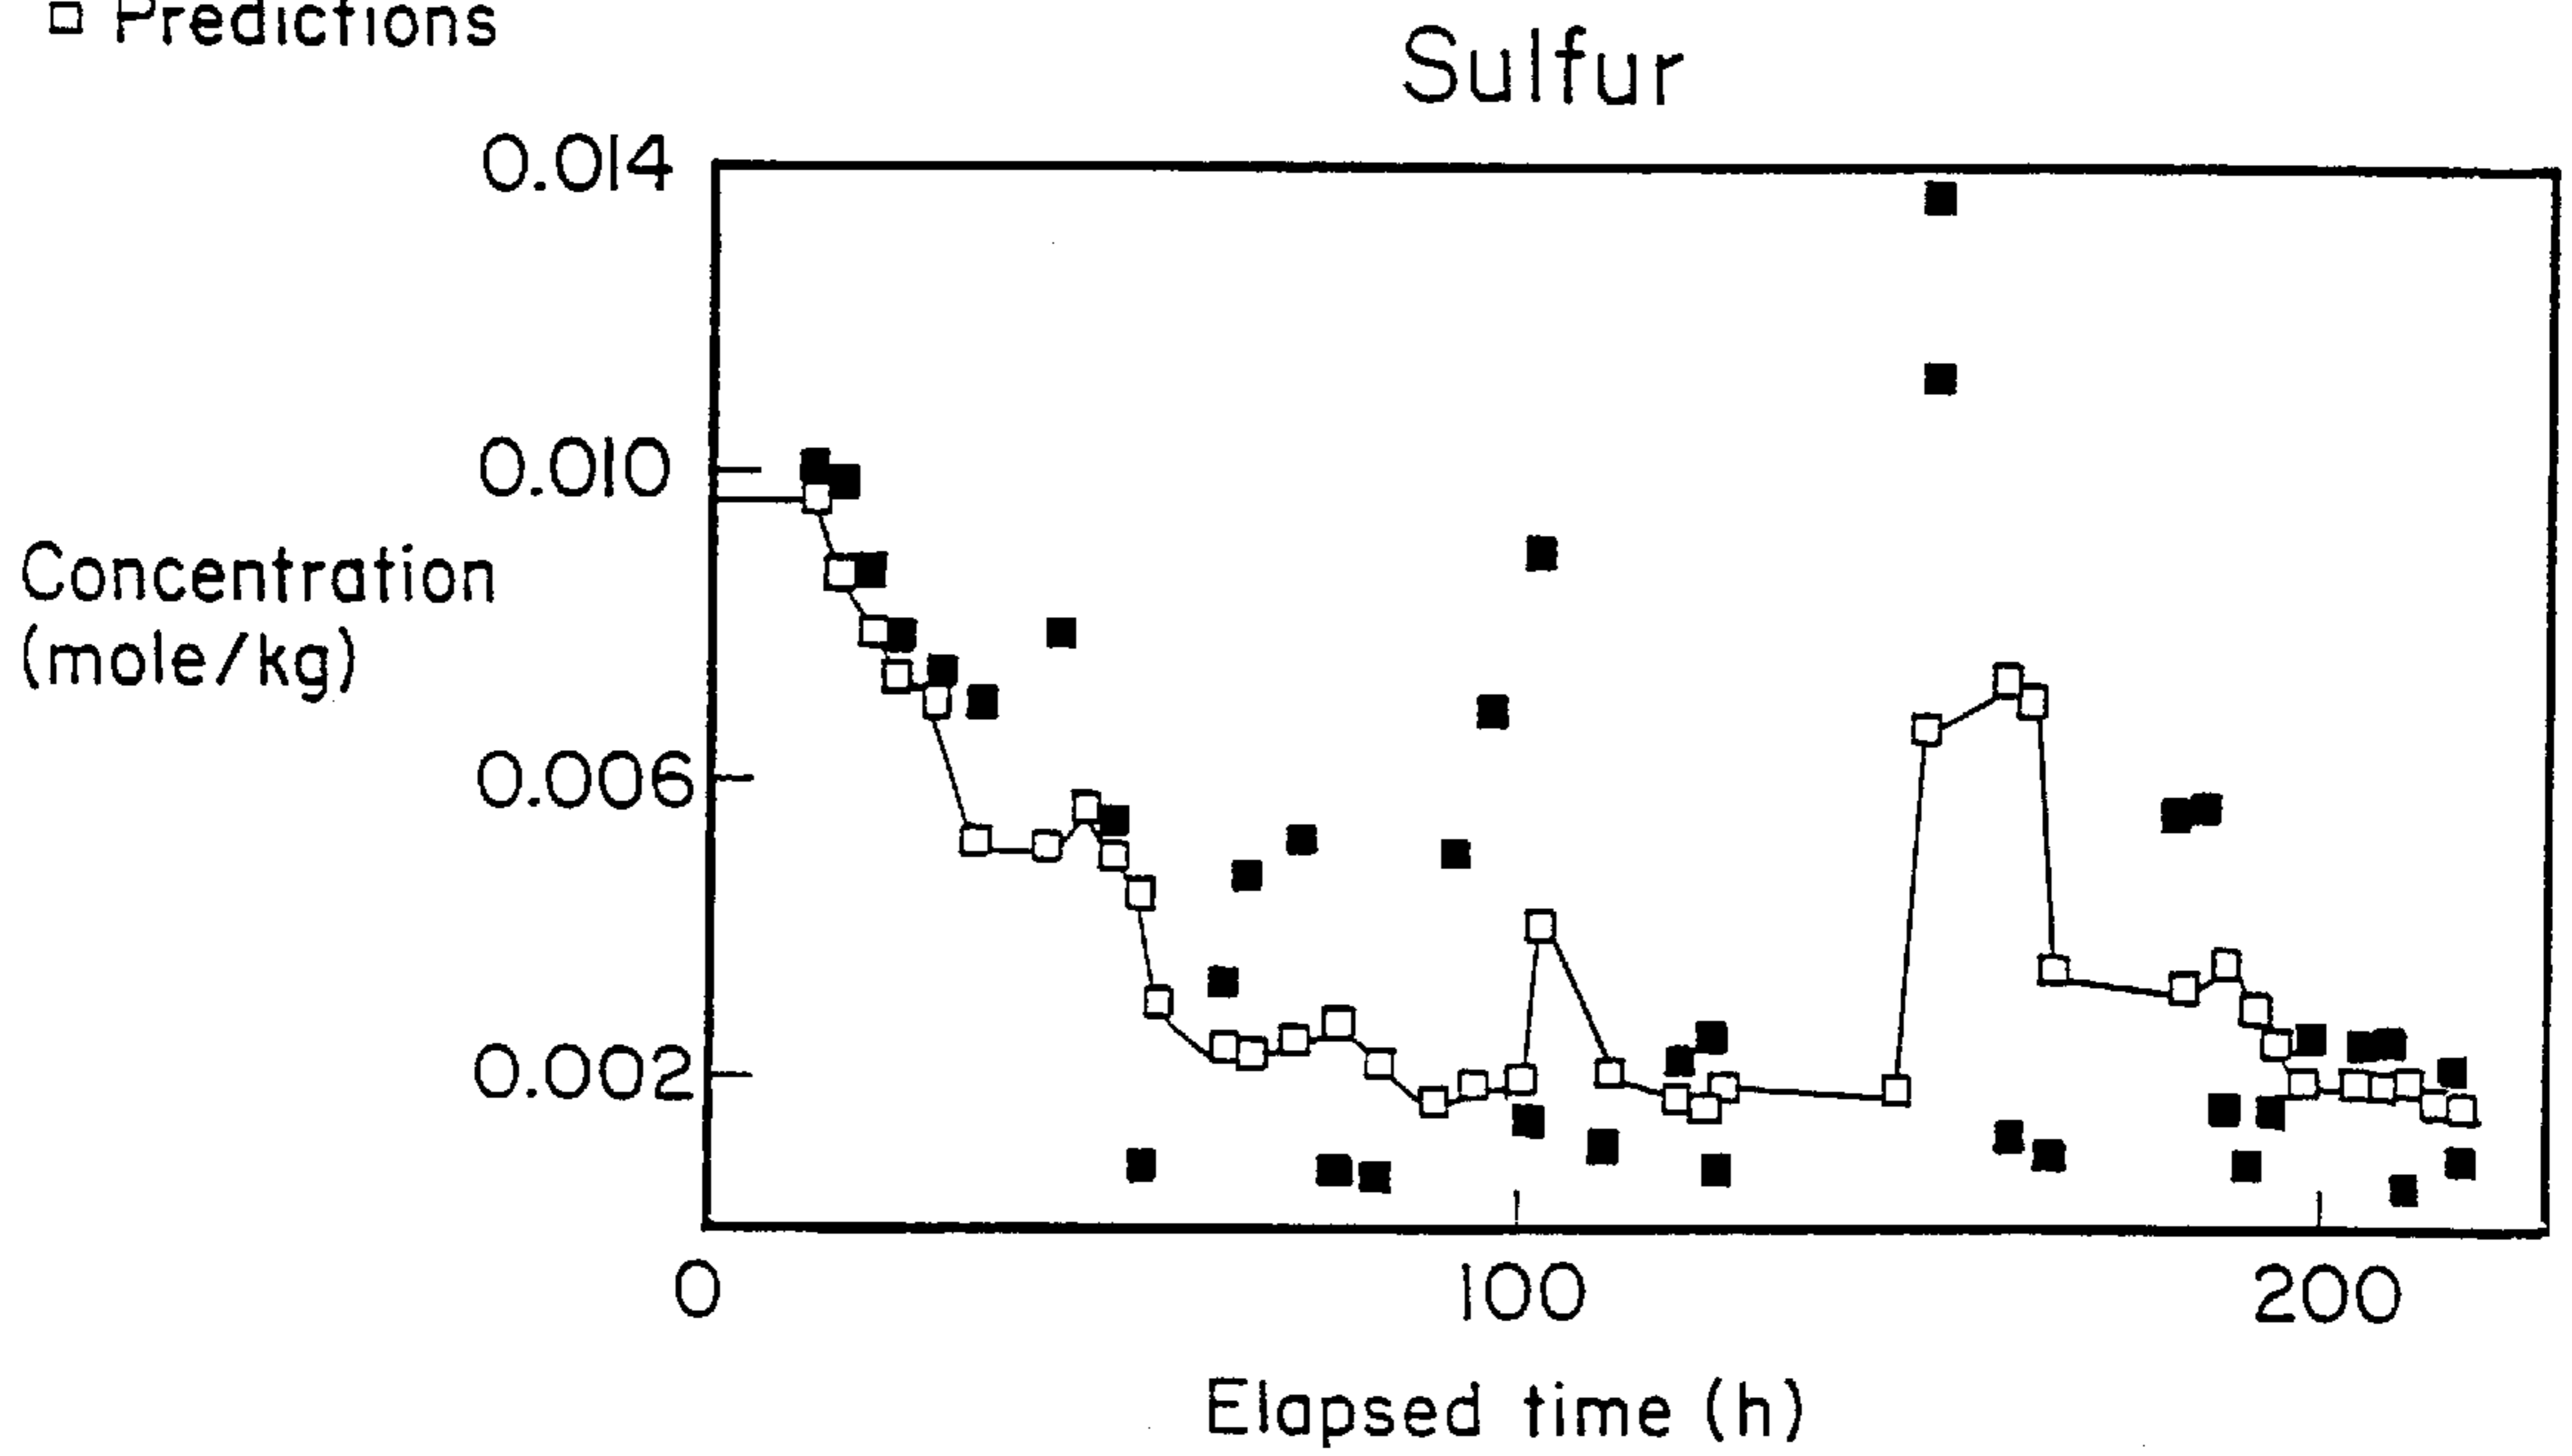 □ Predictions
Sulfur
0.014
0.010
0.006
0.002
Concentration
(mole/kg)
0 100 200
Elapsed time (h)